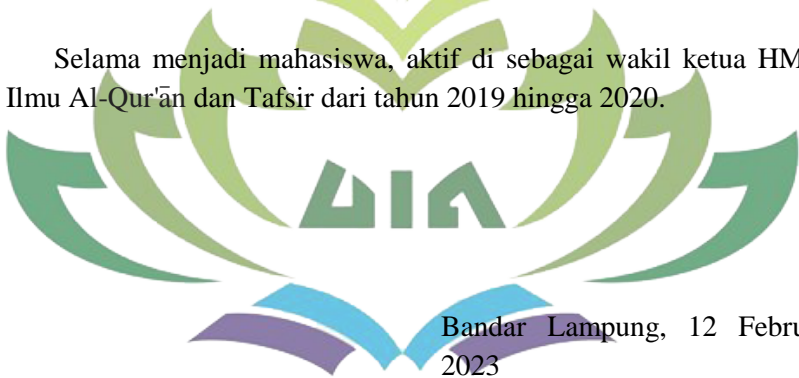 Selama menjadi mahasiswa, aktif di sebagai wakil ketua HM
Ilmu Al-Qur'ān dan Tafsir dari tahun 2019 hingga 2020.
UIN
Bandar Lampung, 12 Febru
2023